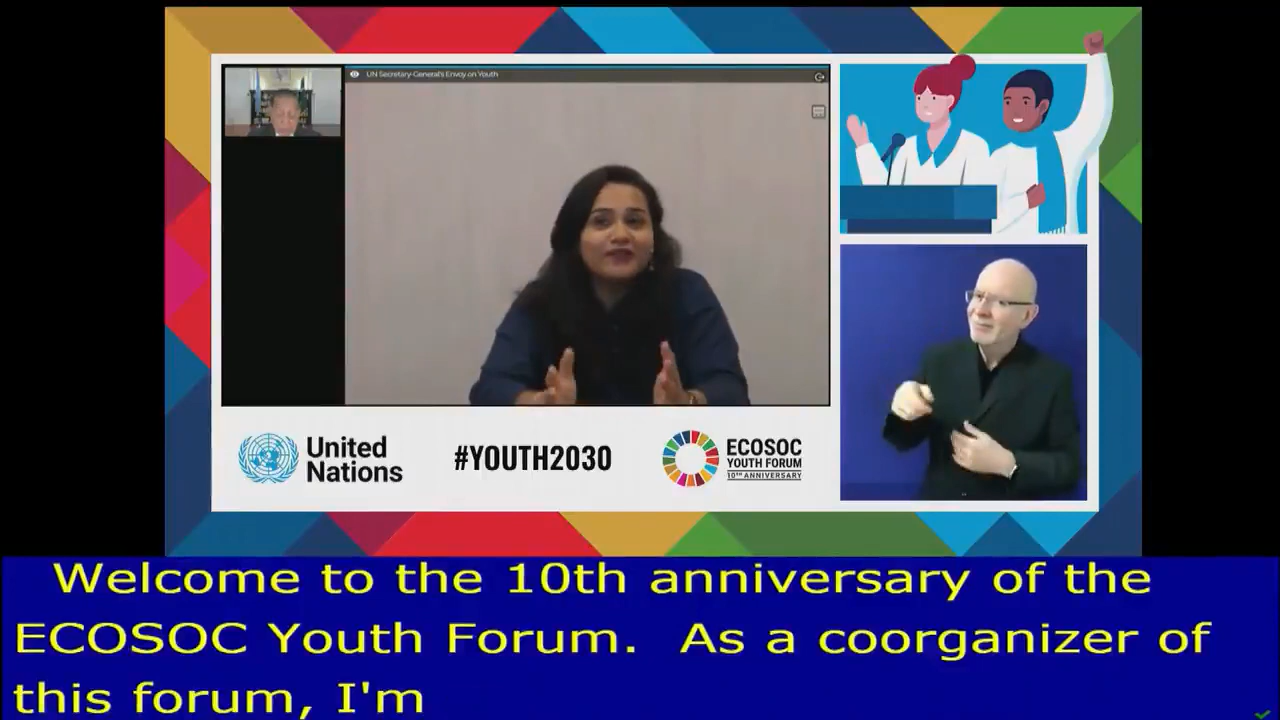 UN Secretary-General's Envoy on Youth
United
Nations
#YOUTH2030
ECOSOC
YOUTH FORUM
10TH ANNIVERSARY
Welcome to the 10th anniversary of the
ECOSOC Youth Forum. As a coorganizer of
this forum, I'm